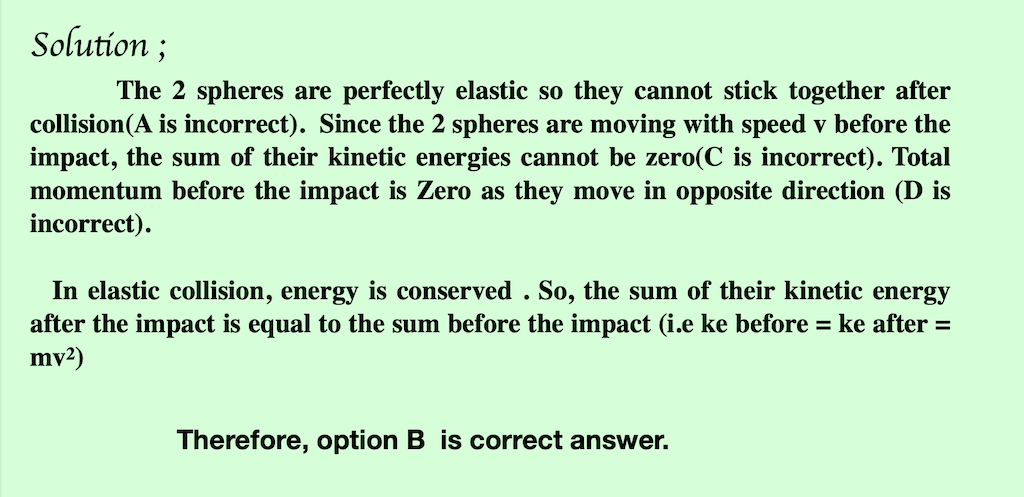 Solution ;
The 2 spheres are perfectly elastic so they cannot stick together after
collision(A is incorrect). Since the 2 spheres are moving with speed v before the
impact, the sum of their kinetic energies cannot be zero(C is incorrect). Total
momentum before the impact is Zero as they move in opposite direction (D is
incorrect).
In elastic collision, energy is conserved . So, the sum of their kinetic energy
after the impact is equal to the sum before the impact (i.e ke before = ke after =
mv²)
Therefore, option B is correct answer.